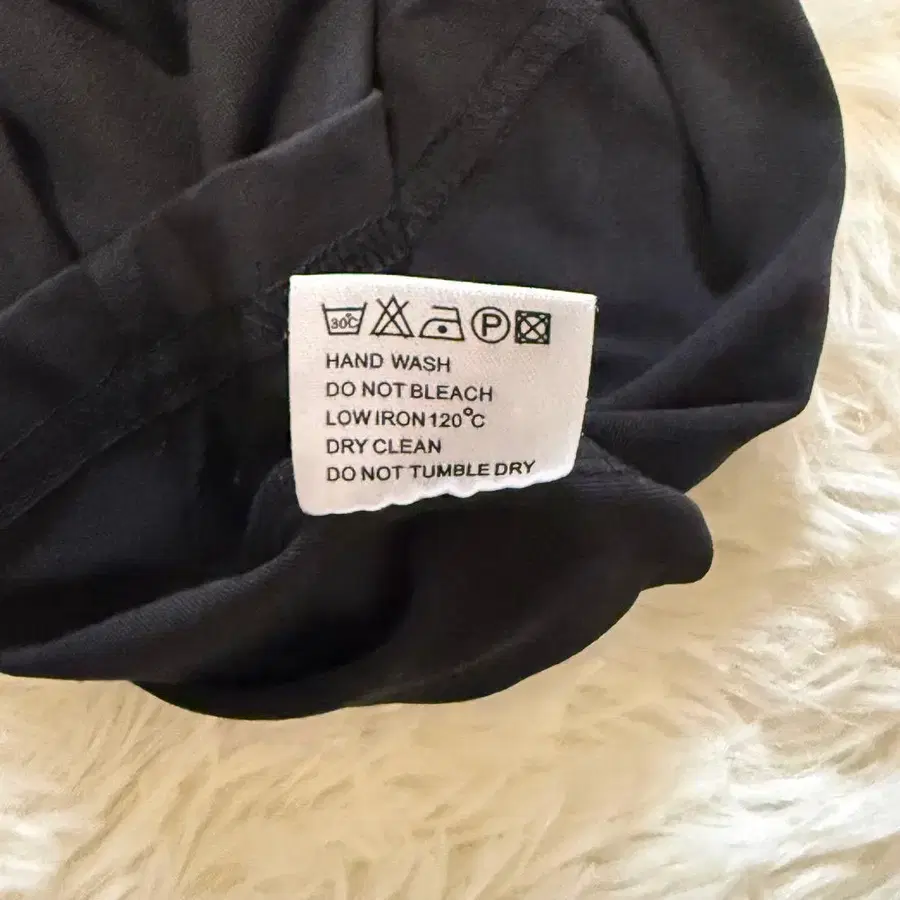 30°C P
HAND WASH
DO NOT BLEACH
LOW IRON 120°C
DRY CLEAN
DO NOT TUMBLE DRY